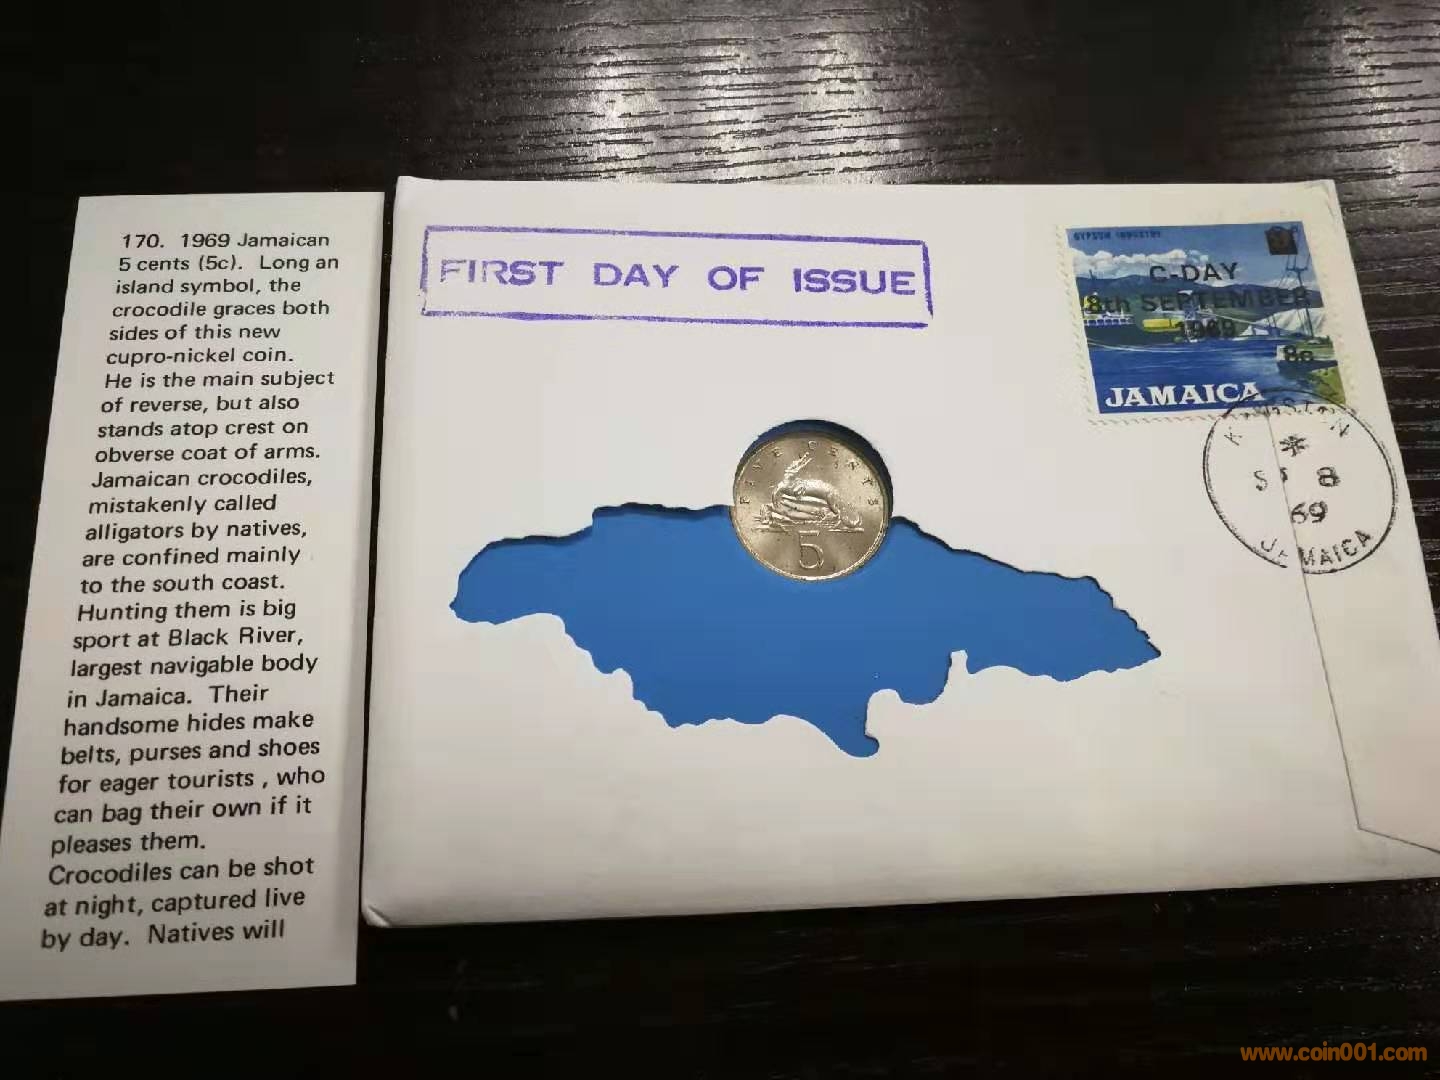 170. 1969 Jamaican
5 cents (5c). Long an
island symbol, the
crocodile graces both
sides of this new
cupro-nickel coin.
He is the main subject
of reverse, but also
stands atop crest on
obverse coat of arms.
Jamaican crocodiles,
mistakenly called
alligators by natives,
are confined mainly
to the south coast.
Hunting them is big
sport at Black River,
largest navigable body
in Jamaica. Their
handsome hides make
belts, purses and shoes
for eager tourists , who
can bag their own if it
pleases them.
Crocodiles can be shot
at night, captured live
by day. Natives will
FIRST DAY OF ISSUE
GYPSUM INDUSTRY
C-DAY
8th SEPTEMBER
1969
8c
JAMAICA
KINGSTON
8
69
JAMAICA
FIVE CENTS
5
www.coin001.com